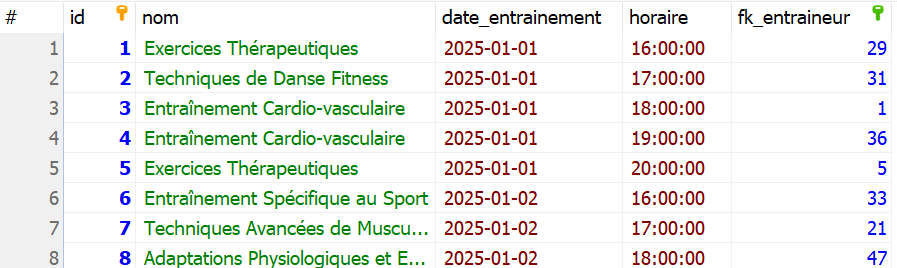 # id nom date_entrainement horaire fk_entraineur
1 1 Exercices Thérapeutiques 2025-01-01 16:00:00 29
2 2 Techniques de Danse Fitness 2025-01-01 17:00:00 31
3 3 Entraînement Cardio-vasculaire 2025-01-01 18:00:00 1
4 4 Entraînement Cardio-vasculaire 2025-01-01 19:00:00 36
5 5 Exercices Thérapeutiques 2025-01-01 20:00:00 5
6 6 Entraînement Spécifique au Sport 2025-01-02 16:00:00 33
7 7 Techniques Avancées de Muscu... 2025-01-02 17:00:00 21
8 8 Adaptations Physiologiques et E... 2025-01-02 18:00:00 47